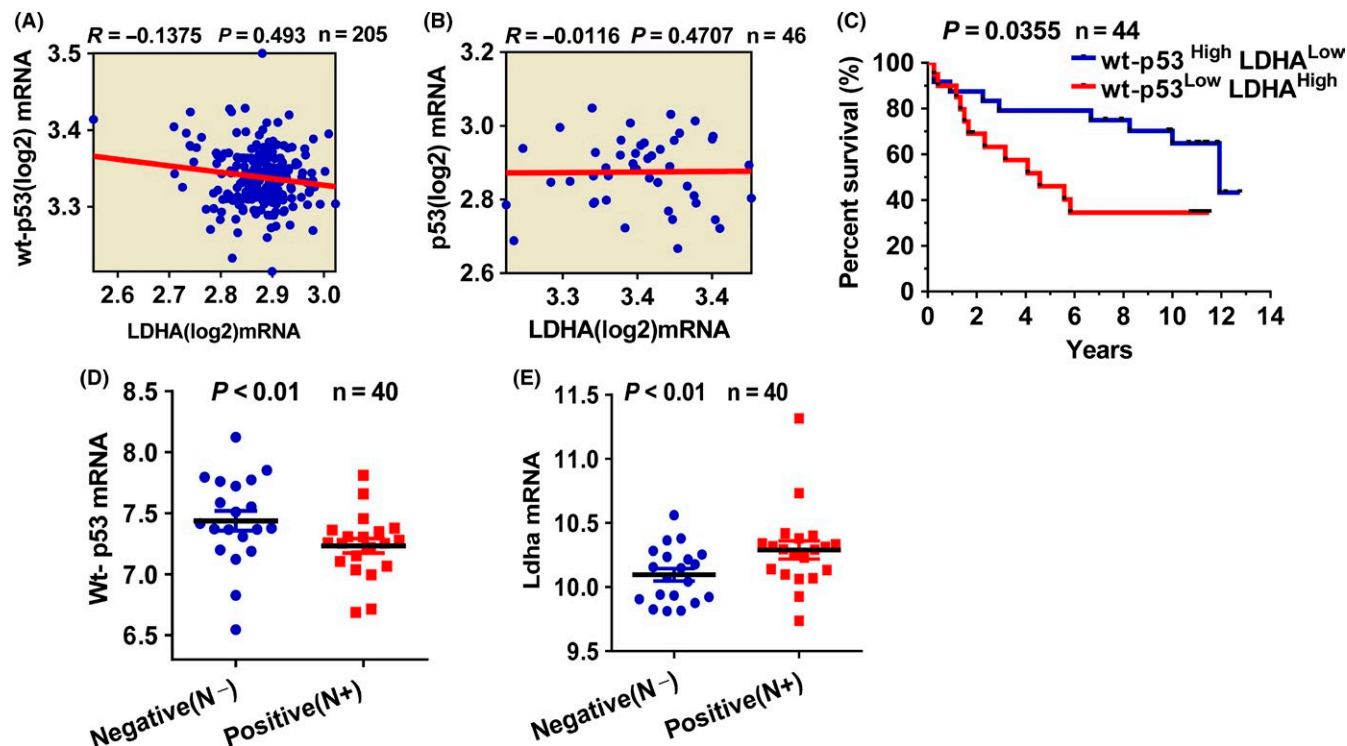 (A)
R = −0.1375 P = 0.493 n = 205
wt-p53(log2) mRNA
3.5
3.4
3.3
2.6 2.7 2.8 2.9 3.0
LDHA(log2)mRNA
(B)
R = −0.0116 P = 0.4707 n = 46
p53(log2) mRNA
3.2
3.0
2.8
2.6
3.3 3.4 3.4
LDHA(log2)mRNA
(C)
P = 0.0355 n = 44
wt-p53 High LDHA Low
wt-p53 Low LDHA High
Percent survival (%)
100
80
60
40
20
0
0 2 4 6 8 10 12 14
Years
(D)
P < 0.01 n = 40
Wt- p53 mRNA
8.5
8.0
7.5
7.0
6.5
Negative(N−) Positive(N+)
(E)
P < 0.01 n = 40
Ldha mRNA
11.5
11.0
10.5
10.0
9.5
Negative(N−) Positive(N+)